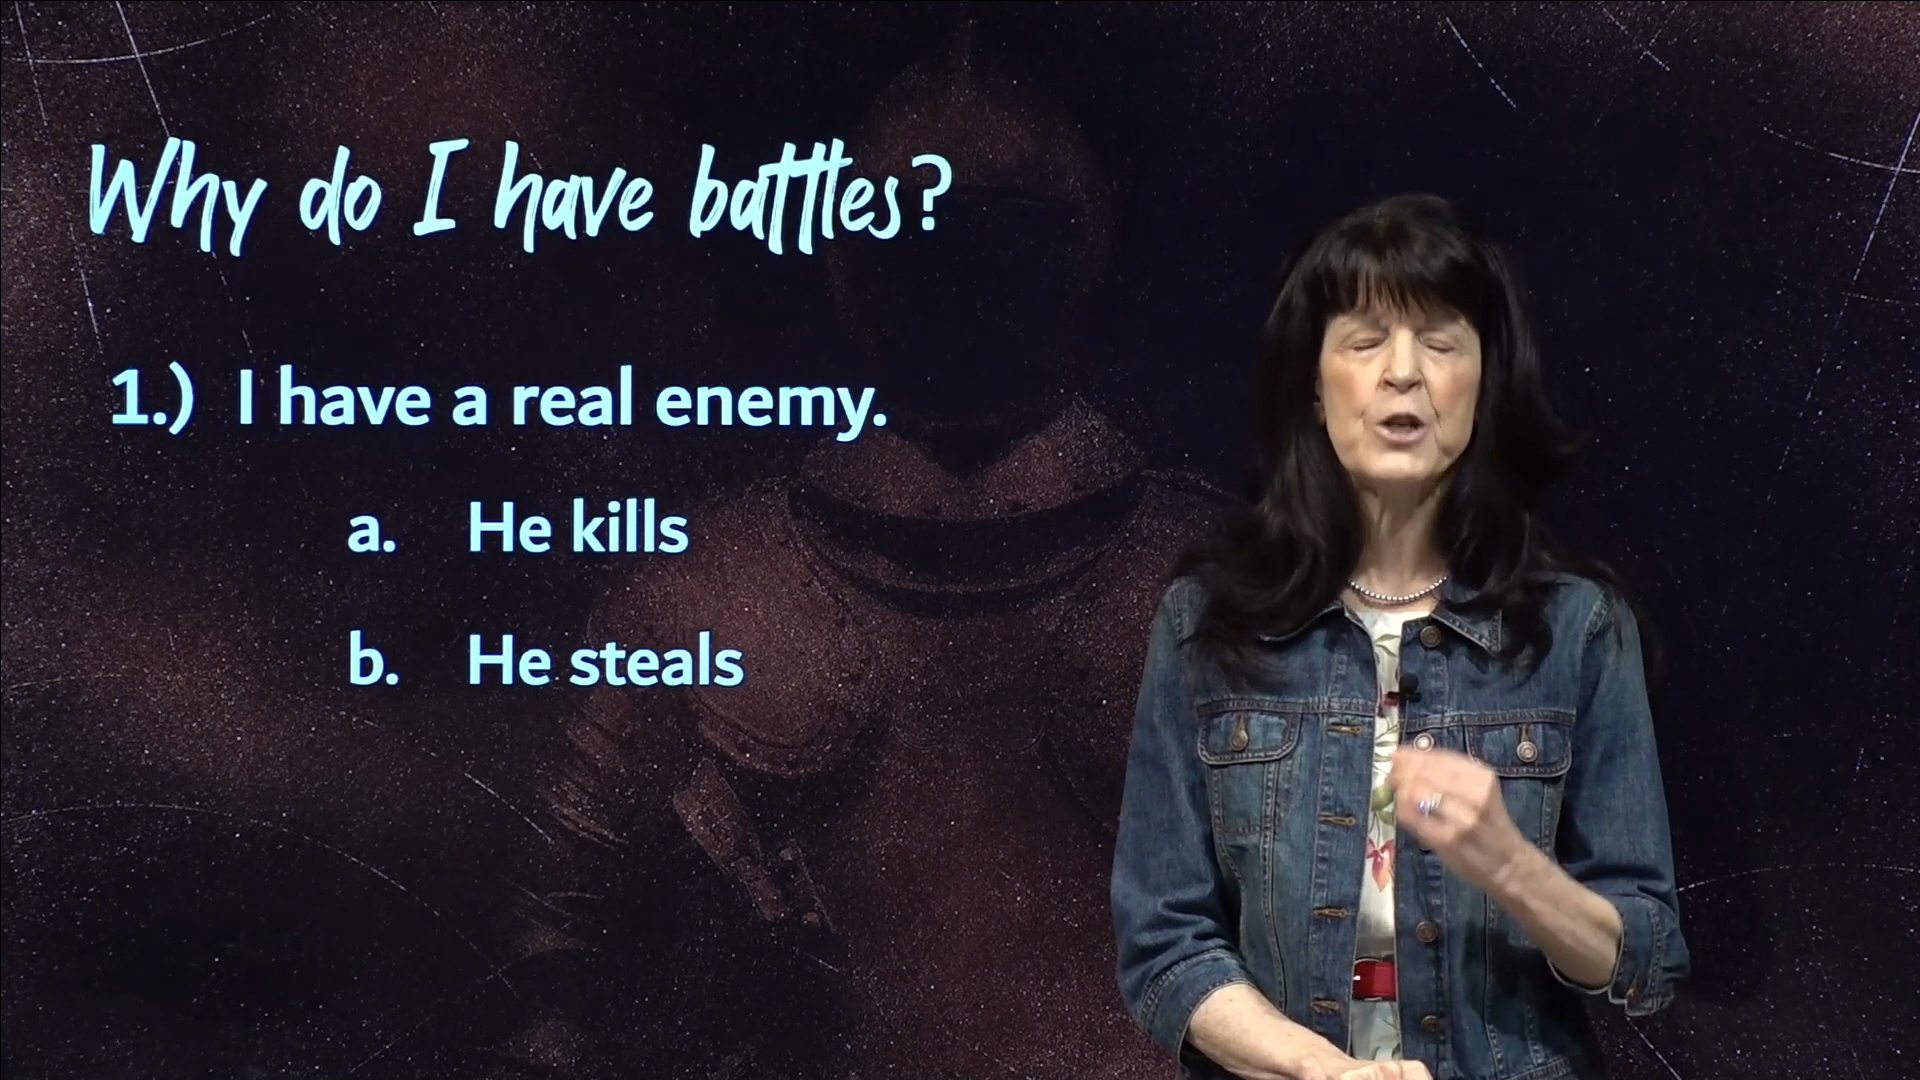 Why do I have battles?
1.) I have a real enemy.
a. He kills
b. He steals